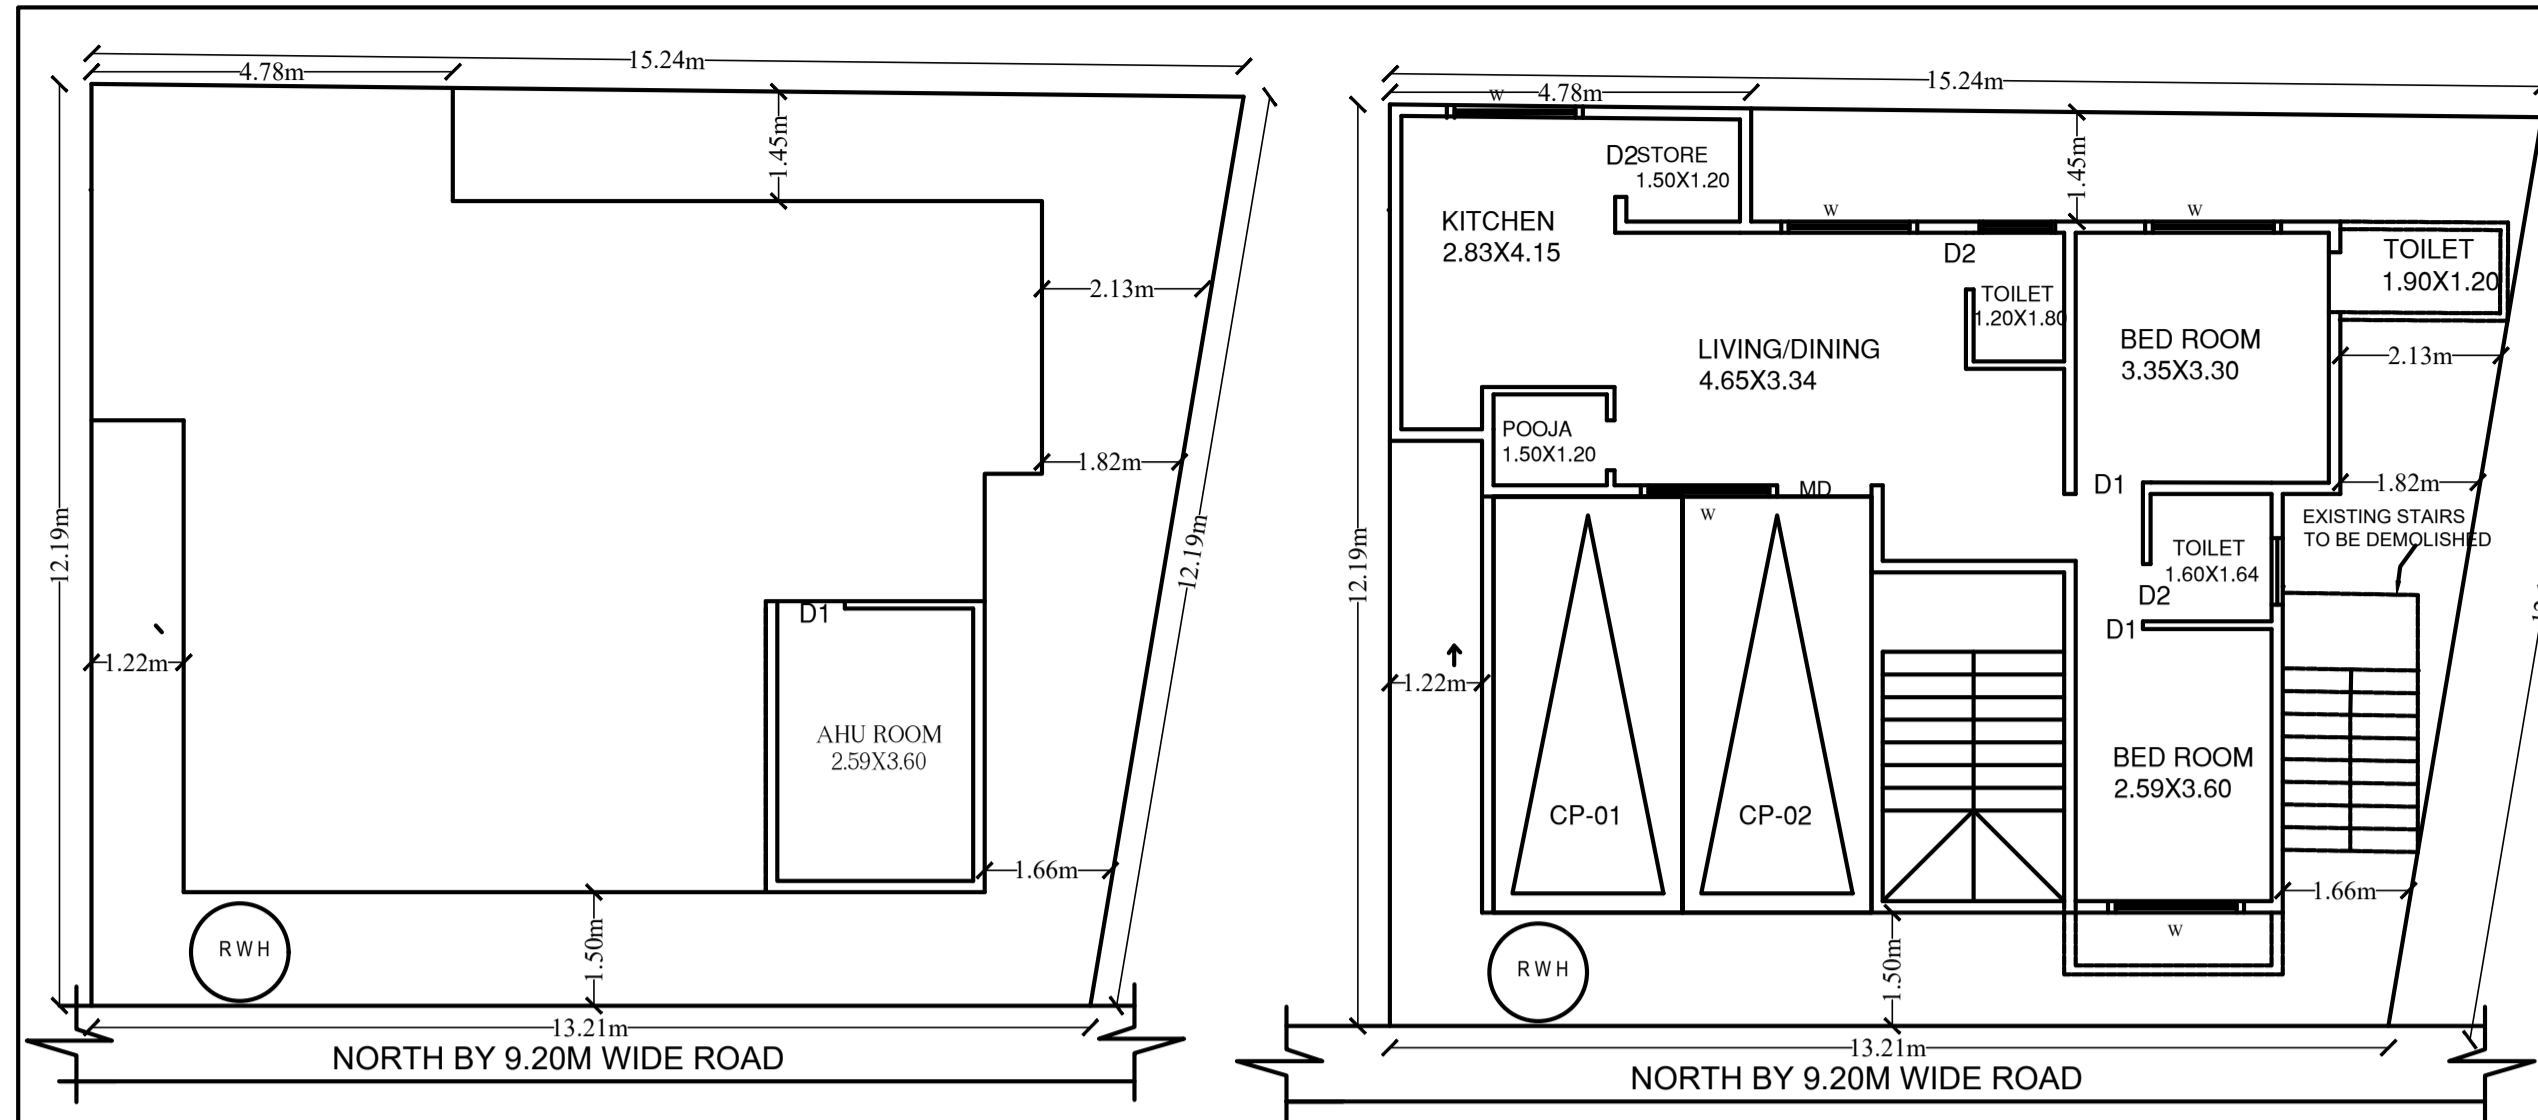 15.24m
4.78m
1.45m
2.13m
1.82m
12.19m
12.19m
D1
1.22m
AHU ROOM
2.59X3.60
1.66m
RWH
1.50m
13.21m
NORTH BY 9.20M WIDE ROAD
15.24m
W 4.78m
1.45m
D2 STORE
1.50X1.20
W
W
KITCHEN
2.83X4.15
D2
TOILET
1.90X1.20
TOILET
1.20X1.80
LIVING/DINING
4.65X3.34
BED ROOM
3.35X3.30
2.13m
POOJA
1.50X1.20
MD
D1
1.82m
W
EXISTING STAIRS
TO BE DEMOLISHED
12.19m
TOILET
1.60X1.64
D2
D1
1.22m
BED ROOM
2.59X3.60
CP-01
CP-02
1.66m
W
RWH
1.50m
13.21m
NORTH BY 9.20M WIDE ROAD